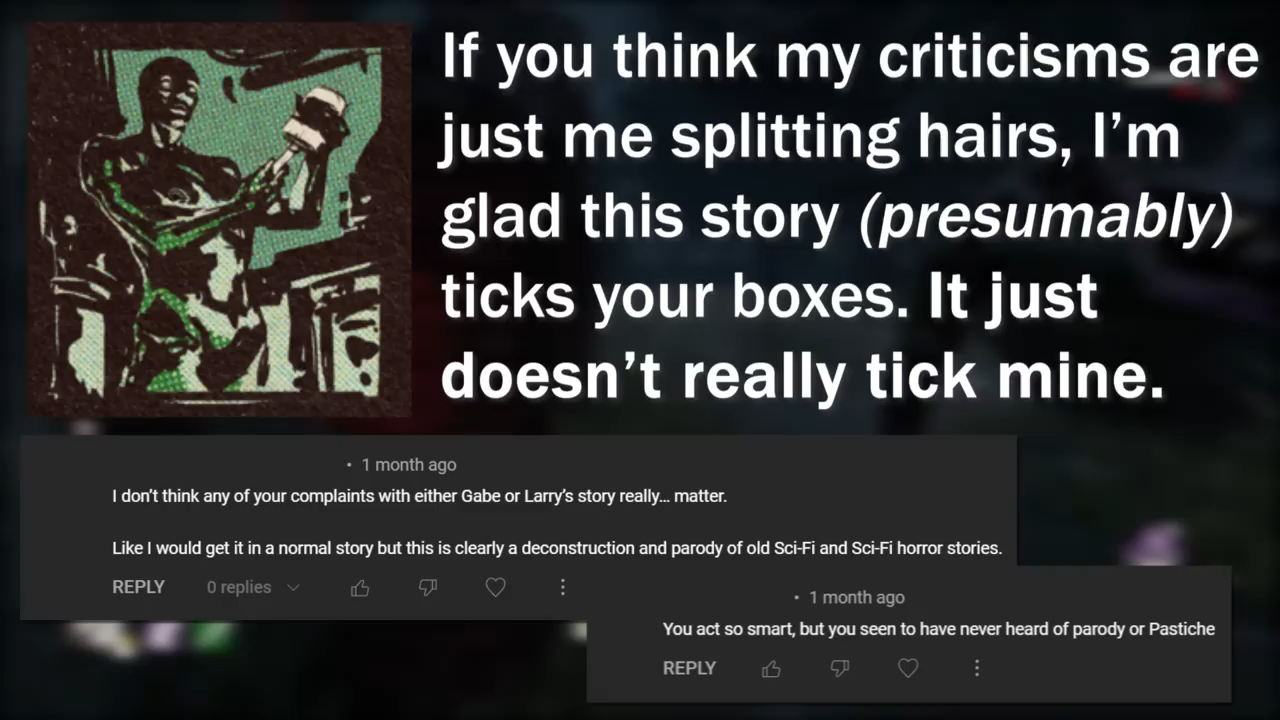 If you think my criticisms are
just me splitting hairs, I’m
glad this story (presumably)
ticks your boxes. It just
doesn’t really tick mine.
• 1 month ago
I don’t think any of your complaints with either Gabe or Larry’s story really... matter.
Like I would get it in a normal story but this is clearly a deconstruction and parody of old Sci-Fi and Sci-Fi horror stories.
REPLY 0 replies
• 1 month ago
You act so smart, but you seen to have never heard of parody or Pastiche
REPLY